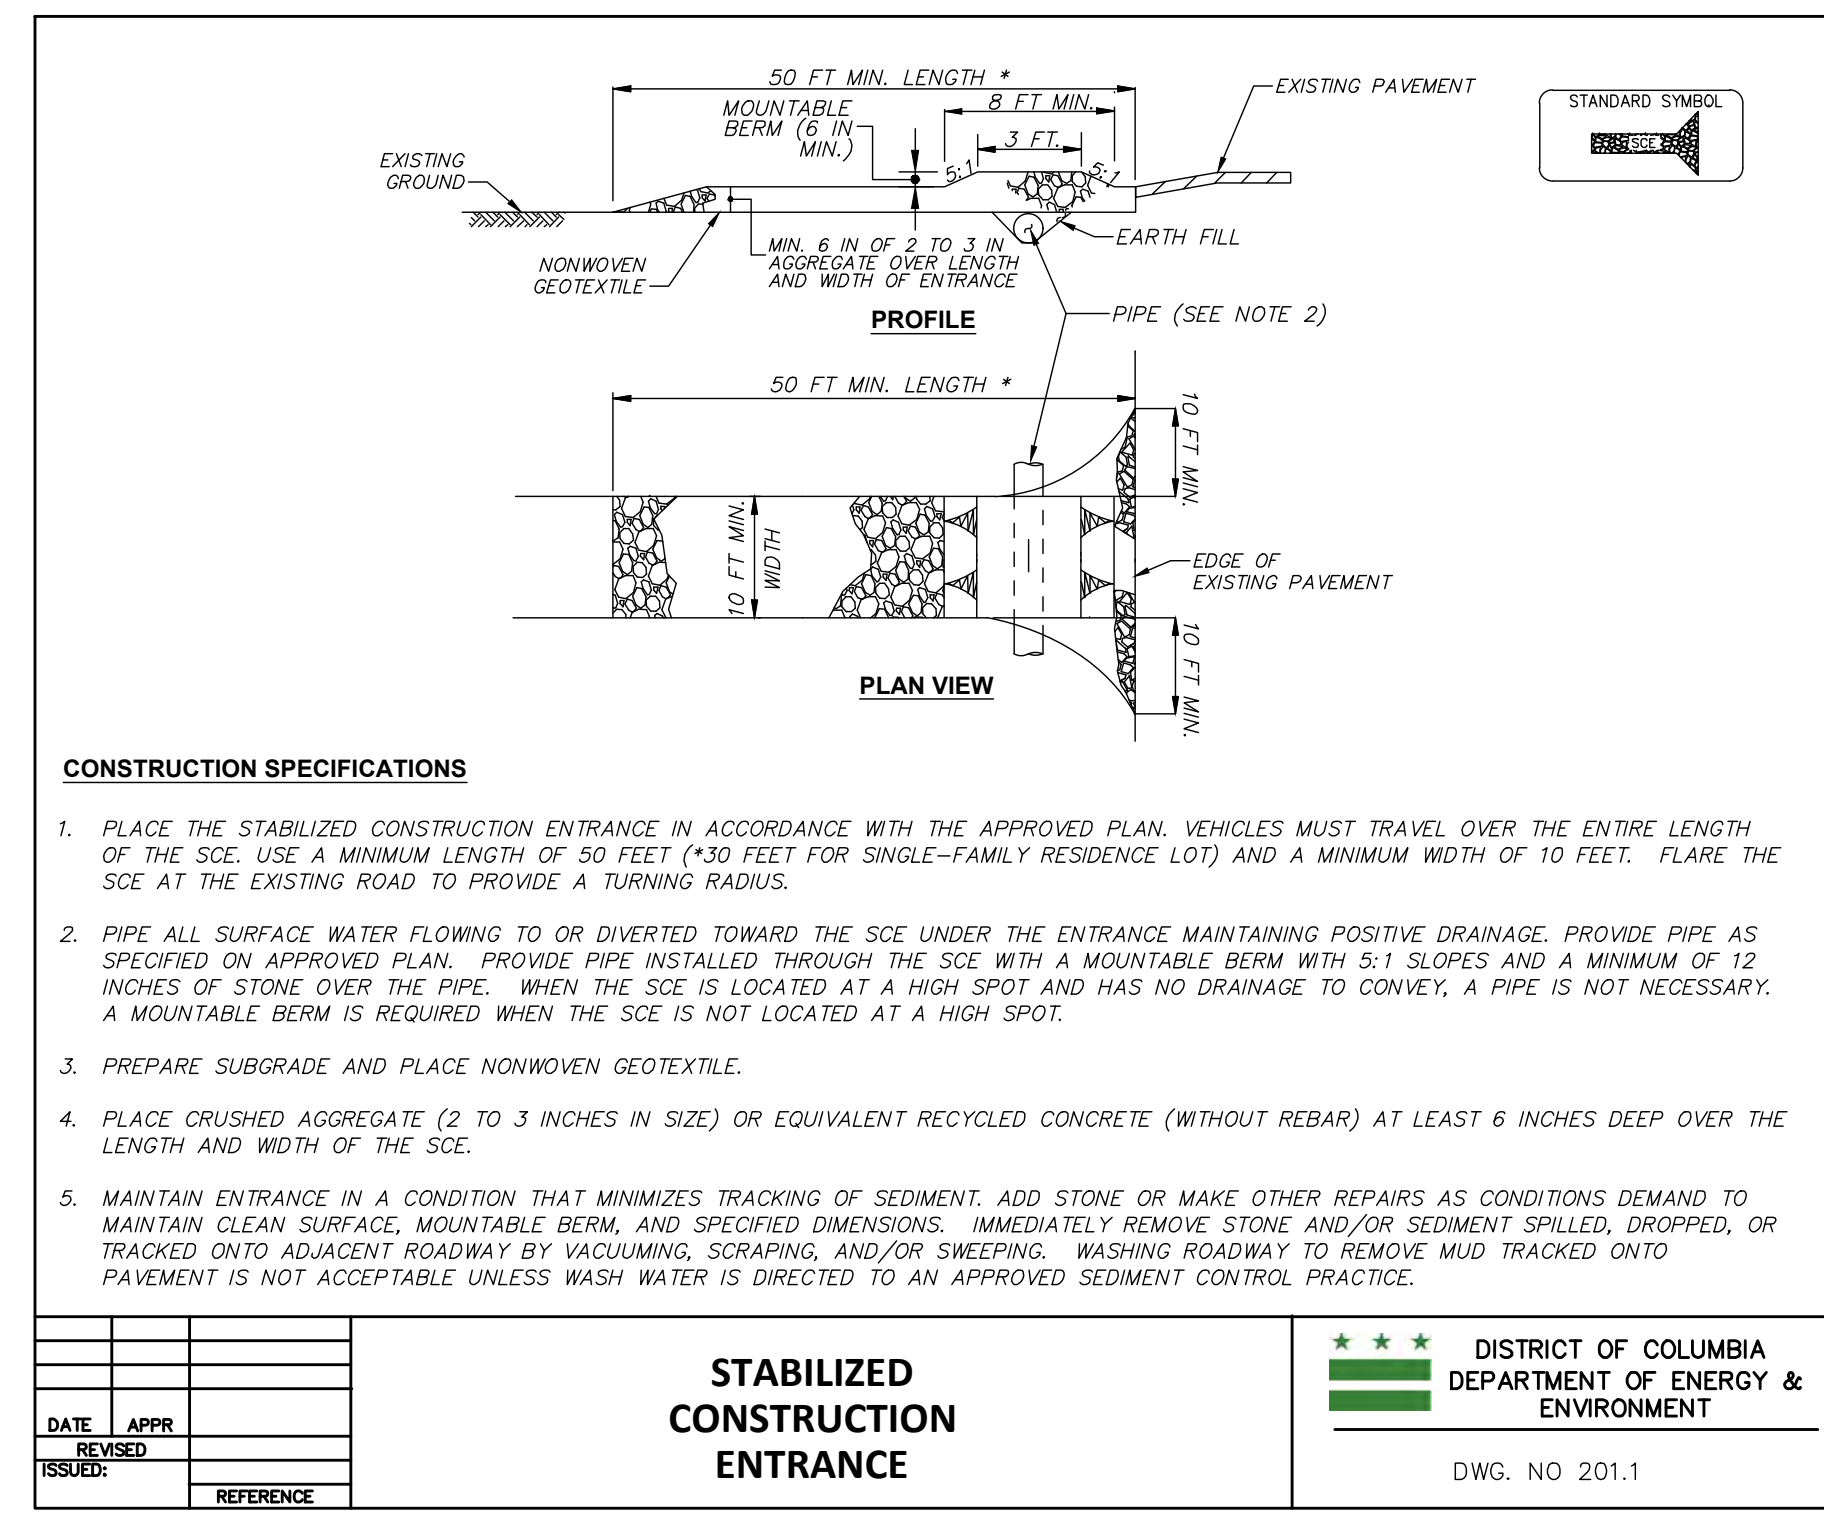 50 FT MIN. LENGTH *
MOUNTABLE
BERM (6 IN
MIN.)
8 FT MIN.
3 FT.
5:1
5:1
EXISTING PAVEMENT
STANDARD SYMBOL
SCE
EXISTING
GROUND
EARTH FILL
MIN. 6 IN OF 2 TO 3 IN
AGGREGATE OVER LENGTH
AND WIDTH OF ENTRANCE
NONWOVEN
GEOTEXTILE
PROFILE
PIPE (SEE NOTE 2)
50 FT MIN. LENGTH *
10 FT MIN.
10 FT MIN.
WIDTH
EDGE OF
EXISTING PAVEMENT
10 FT MIN.
PLAN VIEW
CONSTRUCTION SPECIFICATIONS
1. PLACE THE STABILIZED CONSTRUCTION ENTRANCE IN ACCORDANCE WITH THE APPROVED PLAN. VEHICLES MUST TRAVEL OVER THE ENTIRE LENGTH
OF THE SCE. USE A MINIMUM LENGTH OF 50 FEET (*30 FEET FOR SINGLE–FAMILY RESIDENCE LOT) AND A MINIMUM WIDTH OF 10 FEET. FLARE THE
SCE AT THE EXISTING ROAD TO PROVIDE A TURNING RADIUS.
2. PIPE ALL SURFACE WATER FLOWING TO OR DIVERTED TOWARD THE SCE UNDER THE ENTRANCE MAINTAINING POSITIVE DRAINAGE. PROVIDE PIPE AS
SPECIFIED ON APPROVED PLAN. PROVIDE PIPE INSTALLED THROUGH THE SCE WITH A MOUNTABLE BERM WITH 5:1 SLOPES AND A MINIMUM OF 12
INCHES OF STONE OVER THE PIPE. WHEN THE SCE IS LOCATED AT A HIGH SPOT AND HAS NO DRAINAGE TO CONVEY, A PIPE IS NOT NECESSARY.
A MOUNTABLE BERM IS REQUIRED WHEN THE SCE IS NOT LOCATED AT A HIGH SPOT.
3. PREPARE SUBGRADE AND PLACE NONWOVEN GEOTEXTILE.
4. PLACE CRUSHED AGGREGATE (2 TO 3 INCHES IN SIZE) OR EQUIVALENT RECYCLED CONCRETE (WITHOUT REBAR) AT LEAST 6 INCHES DEEP OVER THE
LENGTH AND WIDTH OF THE SCE.
5. MAINTAIN ENTRANCE IN A CONDITION THAT MINIMIZES TRACKING OF SEDIMENT. ADD STONE OR MAKE OTHER REPAIRS AS CONDITIONS DEMAND TO
MAINTAIN CLEAN SURFACE, MOUNTABLE BERM, AND SPECIFIED DIMENSIONS. IMMEDIATELY REMOVE STONE AND/OR SEDIMENT SPILLED, DROPPED, OR
TRACKED ONTO ADJACENT ROADWAY BY VACUUMING, SCRAPING, AND/OR SWEEPING. WASHING ROADWAY TO REMOVE MUD TRACKED ONTO
PAVEMENT IS NOT ACCEPTABLE UNLESS WASH WATER IS DIRECTED TO AN APPROVED SEDIMENT CONTROL PRACTICE.
DATE APPR
REVISED
ISSUED:
REFERENCE
STABILIZED
CONSTRUCTION
ENTRANCE
DISTRICT OF COLUMBIA
DEPARTMENT OF ENERGY &
ENVIRONMENT
DWG. NO 201.1